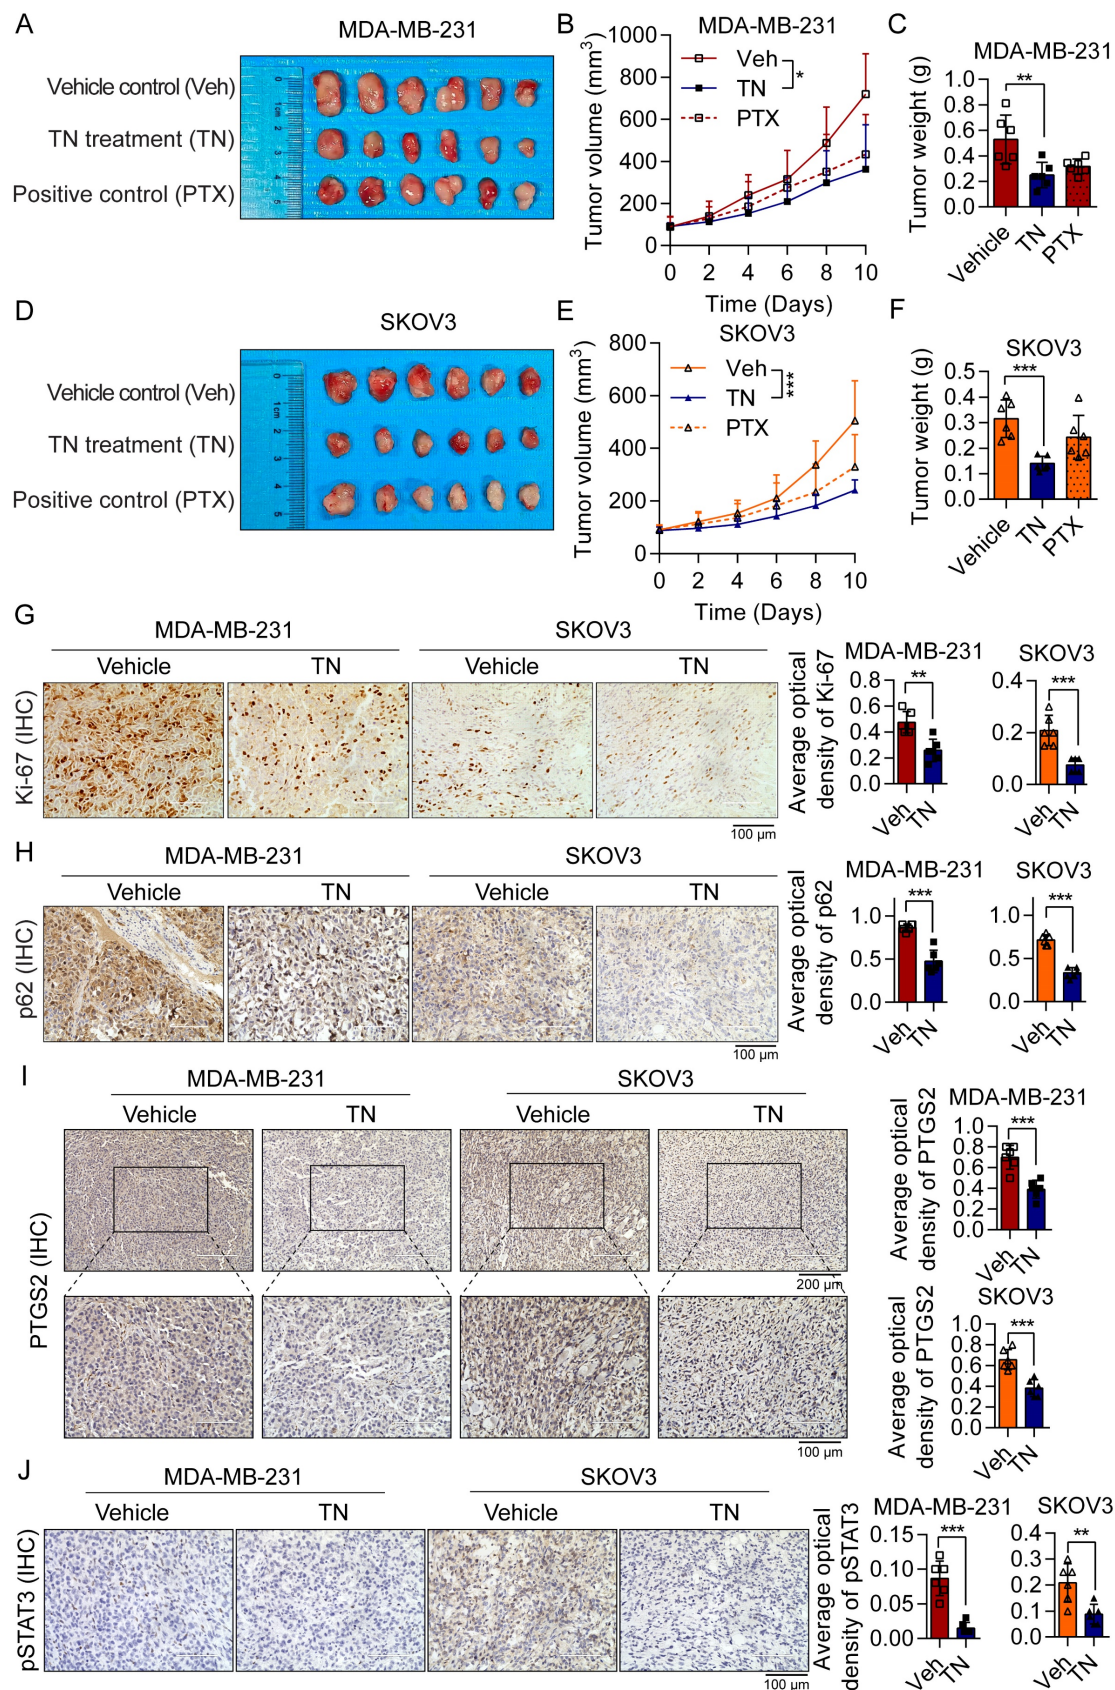 A
MDA-MB-231
Vehicle control (Veh)
TN treatment (TN)
Positive control (PTX)
0
1cm
2
3
4
5
B
MDA-MB-231
Tumor volume (mm³)
1000
800
600
400
200
0
Veh
TN
PTX
*
0 2 4 6 8 10
Time (Days)
C
MDA-MB-231
Tumor weight (g)
1.0
0.8
0.6
0.4
0.2
0.0
**
Vehicle
TN
PTX
D
SKOV3
Vehicle control (Veh)
TN treatment (TN)
Positive control (PTX)
0
1cm
2
3
4
5
E
SKOV3
Tumor volume (mm³)
800
600
400
200
0
Veh
TN
PTX
***
0 2 4 6 8 10
Time (Days)
F
SKOV3
Tumor weight (g)
0.5
0.4
0.3
0.2
0.1
0.0
***
Vehicle
TN
PTX
G
MDA-MB-231
SKOV3
Vehicle
TN
Vehicle
TN
Ki-67 (IHC)
100 µm
Average optical
density of Ki-67
MDA-MB-231
0.8
0.6
0.4
0.2
0.0
**
Veh
TN
SKOV3
0.4
0.2
0.0
***
Veh
TN
H
MDA-MB-231
SKOV3
Vehicle
TN
Vehicle
TN
p62 (IHC)
100 µm
Average optical
density of p62
MDA-MB-231
1.0
0.5
0.0
***
Veh
TN
SKOV3
1.0
0.5
0.0
***
Veh
TN
I
MDA-MB-231
SKOV3
Vehicle
TN
Vehicle
TN
PTGS2 (IHC)
200 µm
100 µm
Average optical
density of PTGS2
MDA-MB-231
1.0
0.8
0.6
0.4
0.2
0.0
***
Veh
TN
Average optical
density of PTGS2
SKOV3
1.0
0.8
0.6
0.4
0.2
0.0
***
Veh
TN
J
MDA-MB-231
SKOV3
Vehicle
TN
Vehicle
TN
pSTAT3 (IHC)
100 µm
Average optical
density of pSTAT3
MDA-MB-231
0.15
0.10
0.05
0.00
***
Veh
TN
SKOV3
0.4
0.3
0.2
0.1
0.0
**
Veh
TN